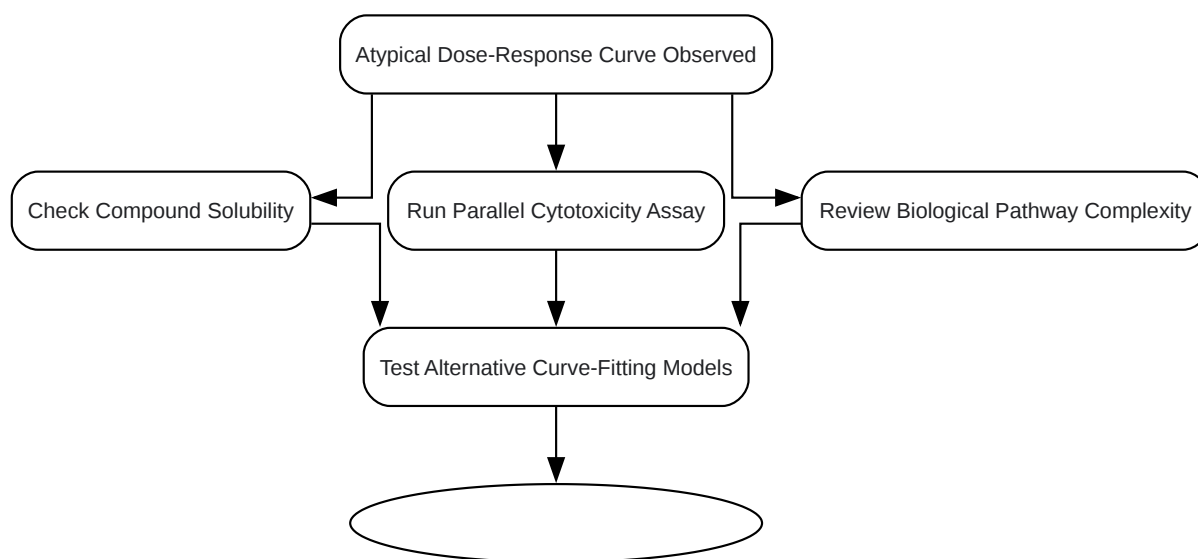 Atypical Dose-Response Curve Observed
Check Compound Solubility
Run Parallel Cytotoxicity Assay
Review Biological Pathway Complexity
Test Alternative Curve-Fitting Models